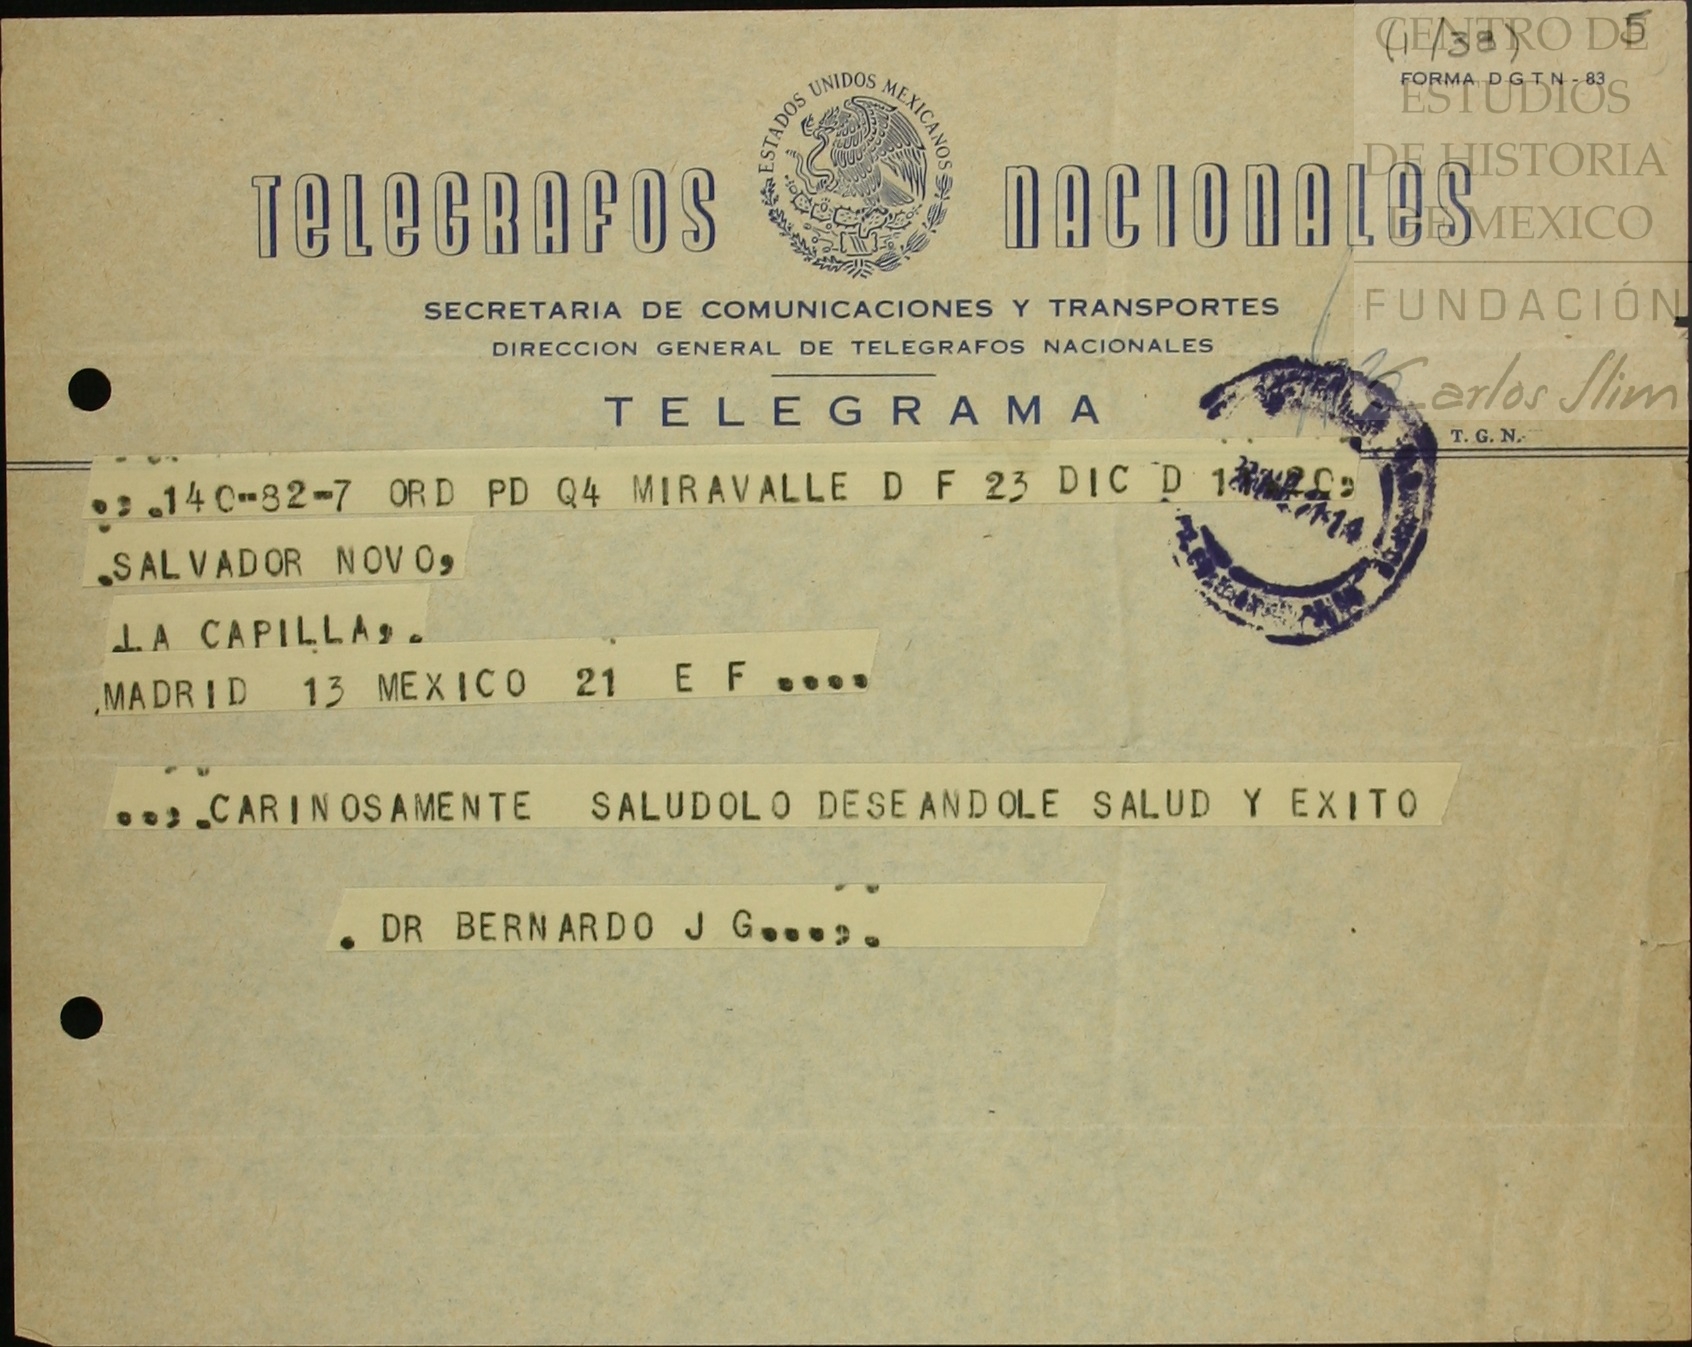 (1/38) 5
CENTRO DE
FORMA D G T N - 83
ESTUDIOS
DE HISTORIA
DE MEXICO
FUNDACIÓN
Carlos Slim
ESTADOS UNIDOS MEXICANOS
TELEGRAFOS NACIONALES
SECRETARIA DE COMUNICACIONES Y TRANSPORTES
DIRECCION GENERAL DE TELEGRAFOS NACIONALES
TELEGRAMA
T. G. N.
.140-82-7 ORD PD Q4 MIRAVALLE D F 23 DIC D
.SALVADOR NOVO,
LA CAPILLA,.
.MADRID 13 MEXICO 21 E F ....
..,.CARINOSAMENTE SALUDOLO DESEANDOLE SALUD Y EXITO
. DR BERNARDO J G...,.